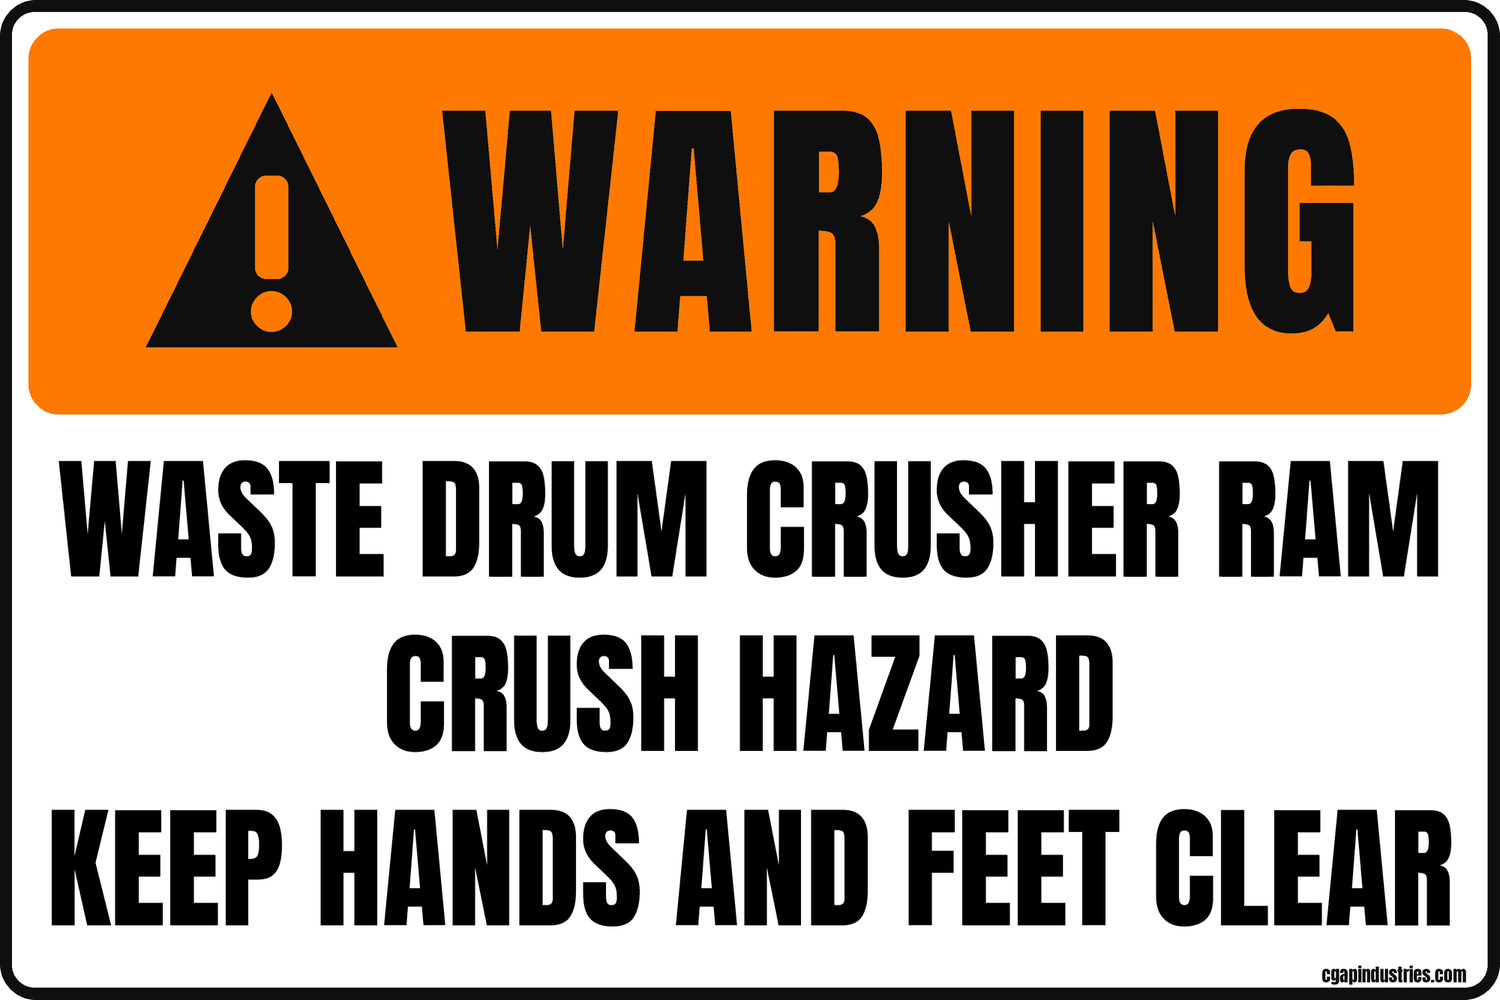 WARNING
WASTE DRUM CRUSHER RAM
CRUSH HAZARD
KEEP HANDS AND FEET CLEAR
cgapindustries.com